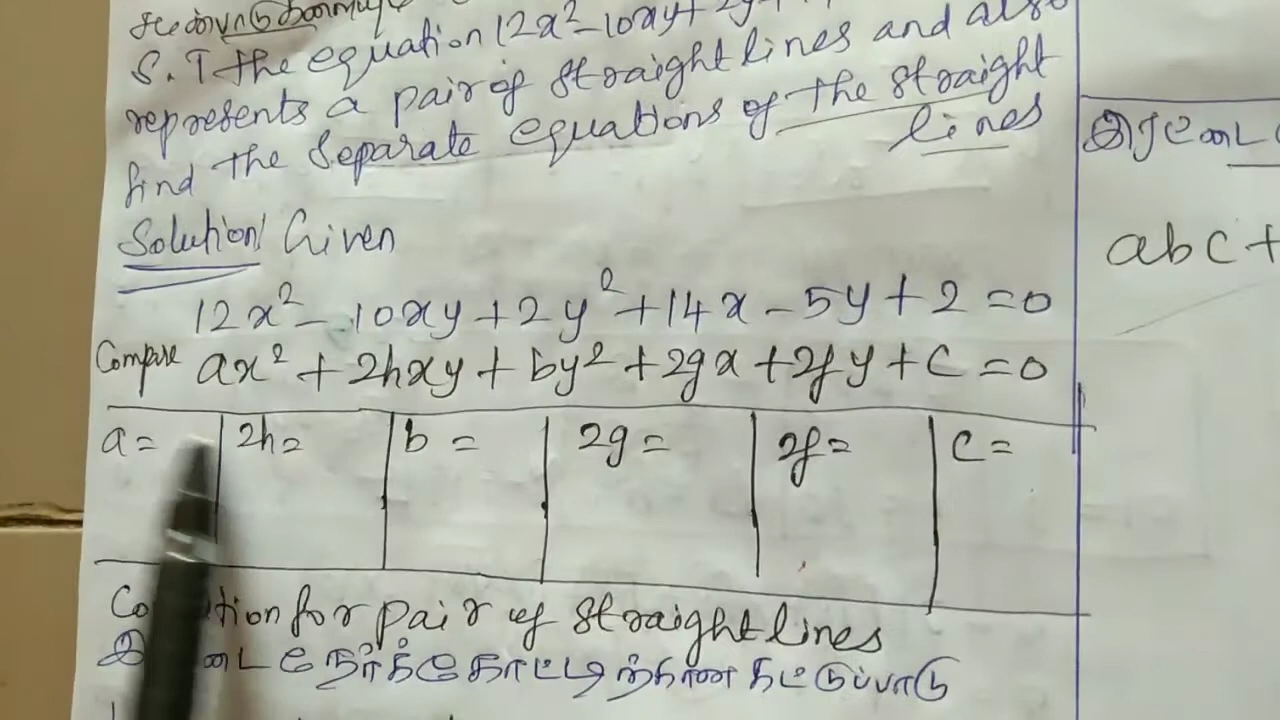 S.T the equation 12x² - 10xy + 2y
represents a pair of straight lines and also
find the separate equations of the straight
lines
Solution/ Given
12x² - 10xy + 2y² + 14x - 5y + 2 = 0
Compare ax² + 2hxy + by² + 2gx + 2fy + c = 0
a = 2h = b = 2g = 2f = c =
for pair of straight lines
abc +